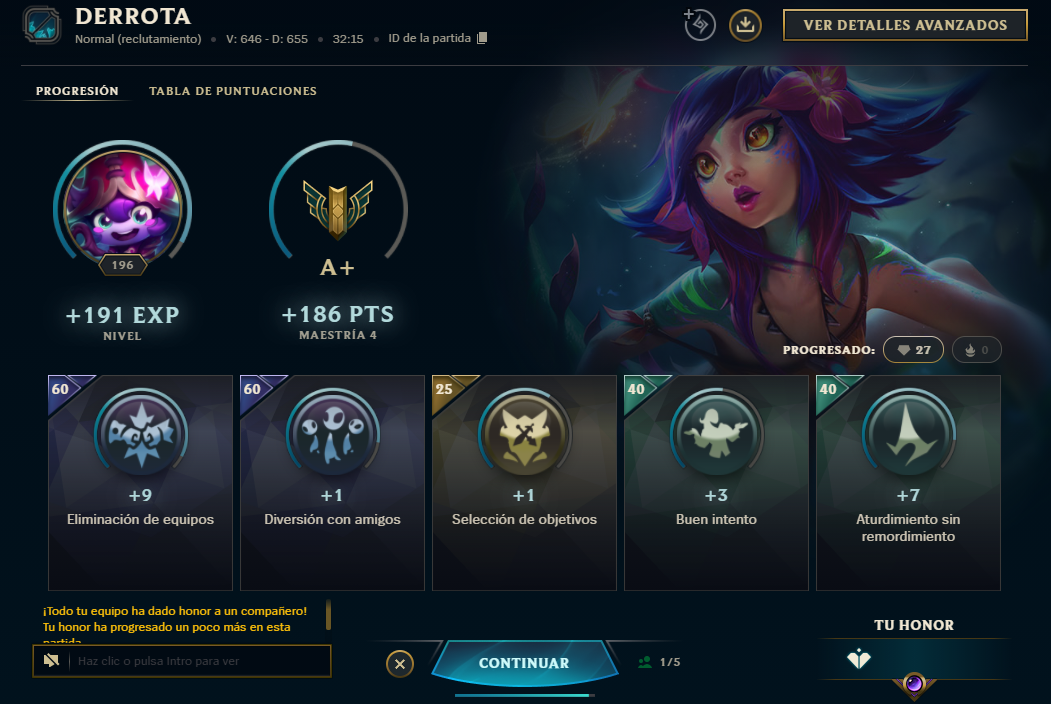 DERROTA
Normal (reclutamiento) • V: 646 - D: 655 • 32:15 • ID de la partida
VER DETALLES AVANZADOS
PROGRESIÓN
TABLA DE PUNTUACIONES
196
+191 EXP
NIVEL
A+
+186 PTS
MAESTRÍA 4
PROGRESADO: 27 0
60
+9
Eliminación de equipos
60
+1
Diversión con amigos
25
+1
Selección de objetivos
40
+3
Buen intento
40
+7
Aturdimiento sin
remordimiento
¡Todo tu equipo ha dado honor a un compañero!
Tu honor ha progresado un poco más en esta
partida
Haz clic o pulsa Intro para ver
CONTINUAR
1/5
TU HONOR